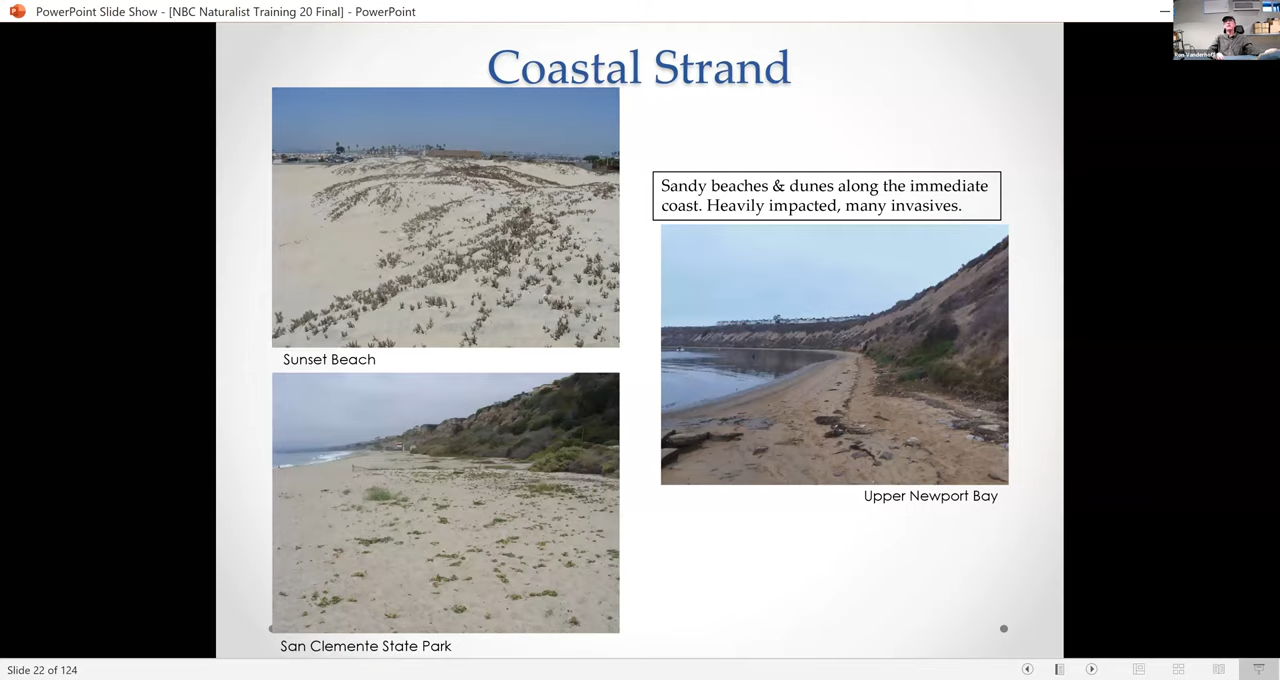 PowerPoint Slide Show - [NBC Naturalist Training 20 Final] - PowerPoint
Coastal Strand
Sandy beaches & dunes along the immediate
coast. Heavily impacted, many invasives.
Sunset Beach
Upper Newport Bay
San Clemente State Park
Slide 22 of 124